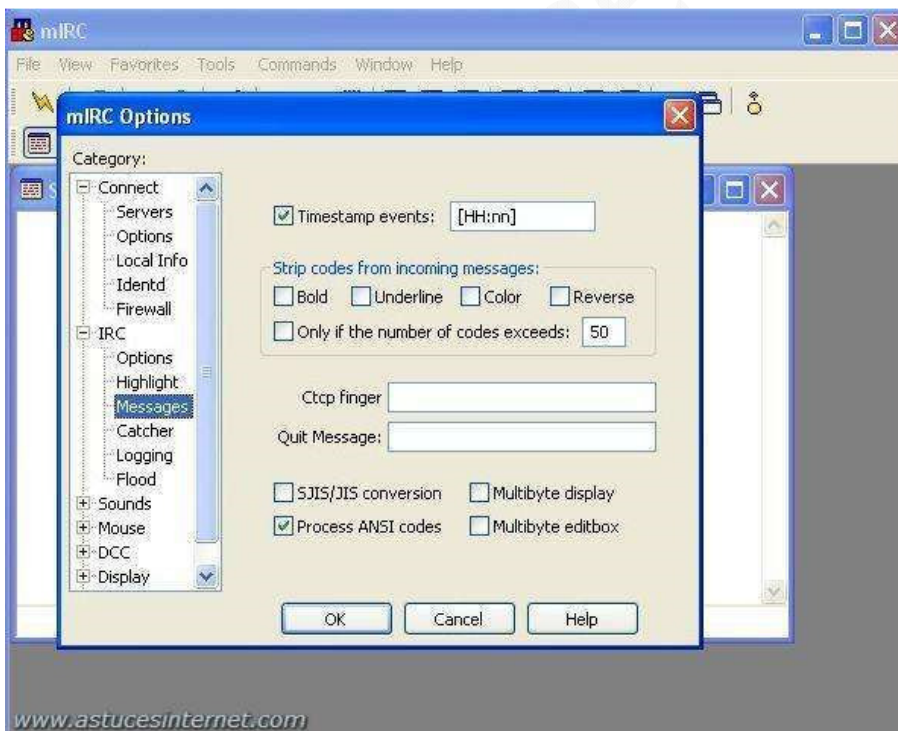 mIRC
File View Favorites Tools Commands Window Help
mIRC Options
Category:
Connect
Servers
Options
Local Info
Identd
Firewall
IRC
Options
Highlight
Messages
Catcher
Logging
Flood
Sounds
Mouse
DCC
Display
Timestamp events: [HH:nn]
Strip codes from incoming messages:
Bold Underline Color Reverse
Only if the number of codes exceeds: 50
Ctcp finger
Quit Message:
SJIS/JIS conversion Multibyte display
Process ANSI codes Multibyte editbox
OK Cancel Help
www.astucesinternet.com